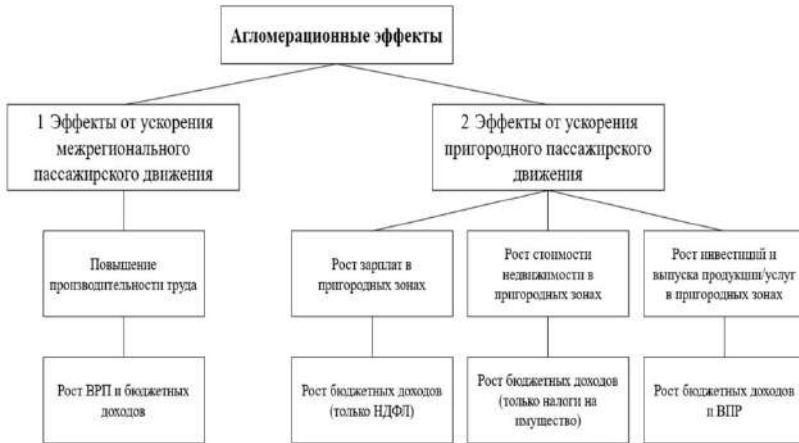 Агломерационные эффекты
1 Эффекты от ускорения
межрегионального
пассажирского движения
2 Эффекты от ускорения
пригородного пассажирского
движения
Повышение
производительности труда
Рост зарплат в
пригородных зонах
Рост стоимости
недвижимости в
пригородных зонах
Рост инвестиций и
выпуска продукции/услуг
в пригородных зонах
Рост ВРП и бюджетных
доходов
Рост бюджетных доходов
(только НДФЛ)
Рост бюджетных доходов
(только налоги на
имущество)
Рост бюджетных доходов
и ВПР